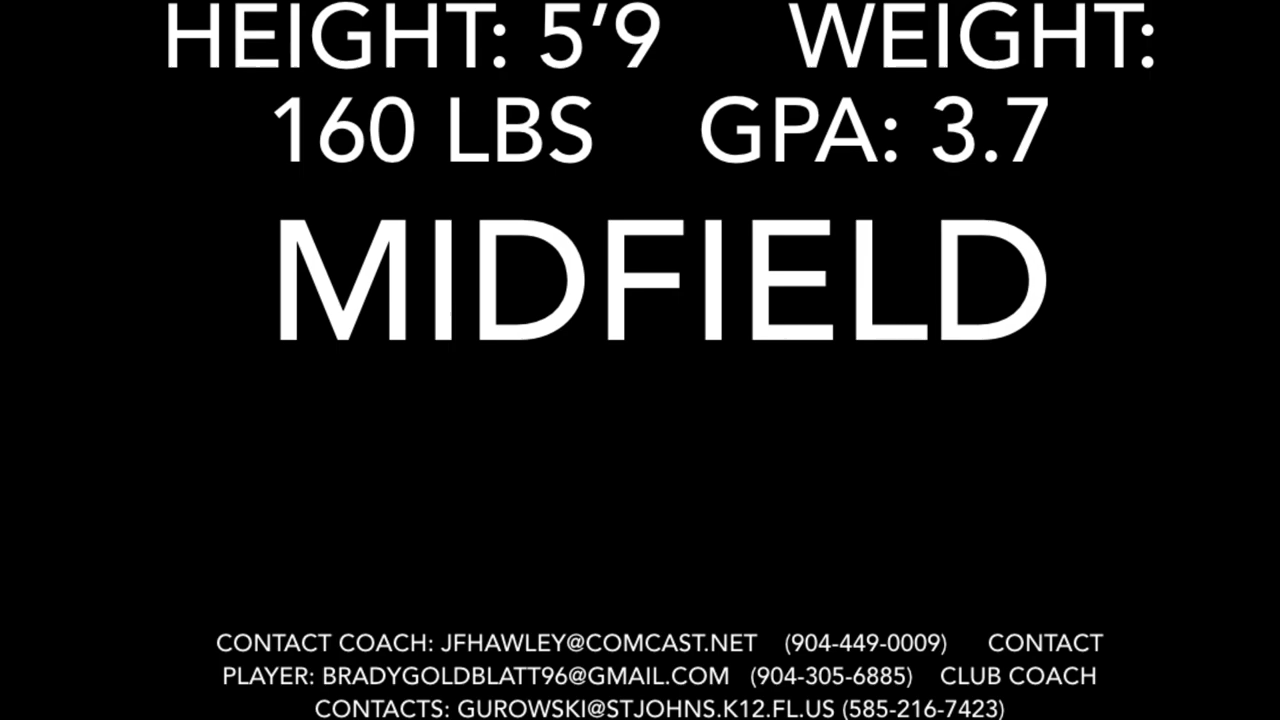 HEIGHT: 5’9 WEIGHT:
160 LBS GPA: 3.7
MIDFIELD
CONTACT COACH: JFHAWLEY@COMCAST.NET (904-449-0009) CONTACT
PLAYER: BRADYGOLDBLATT96@GMAIL.COM (904-305-6885) CLUB COACH
CONTACTS: GUROWSKI@STJOHNS.K12.FL.US (585-216-7423)